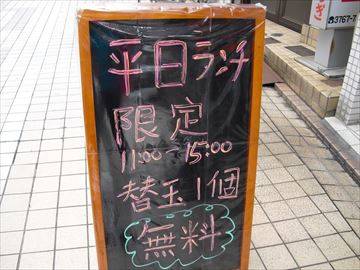 平日ランチ
限定
11:00~15:00
替玉1個
無料